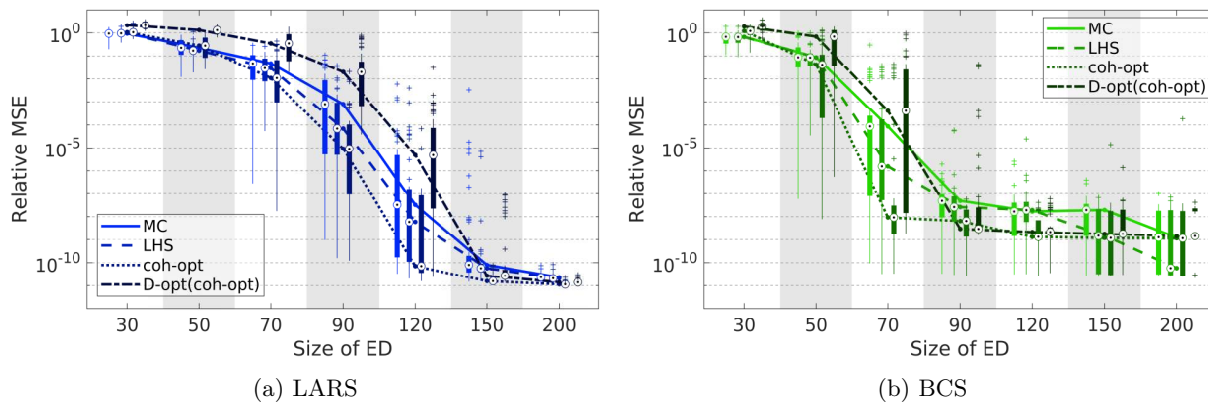 10^0
10^-5
10^-10
Relative MSE
MC
LHS
coh-opt
D-opt(coh-opt)
30 50 70 90 120 150 200
Size of ED
(a) LARS
10^0
10^-5
10^-10
Relative MSE
MC
LHS
coh-opt
D-opt(coh-opt)
30 50 70 90 120 150 200
Size of ED
(b) BCS